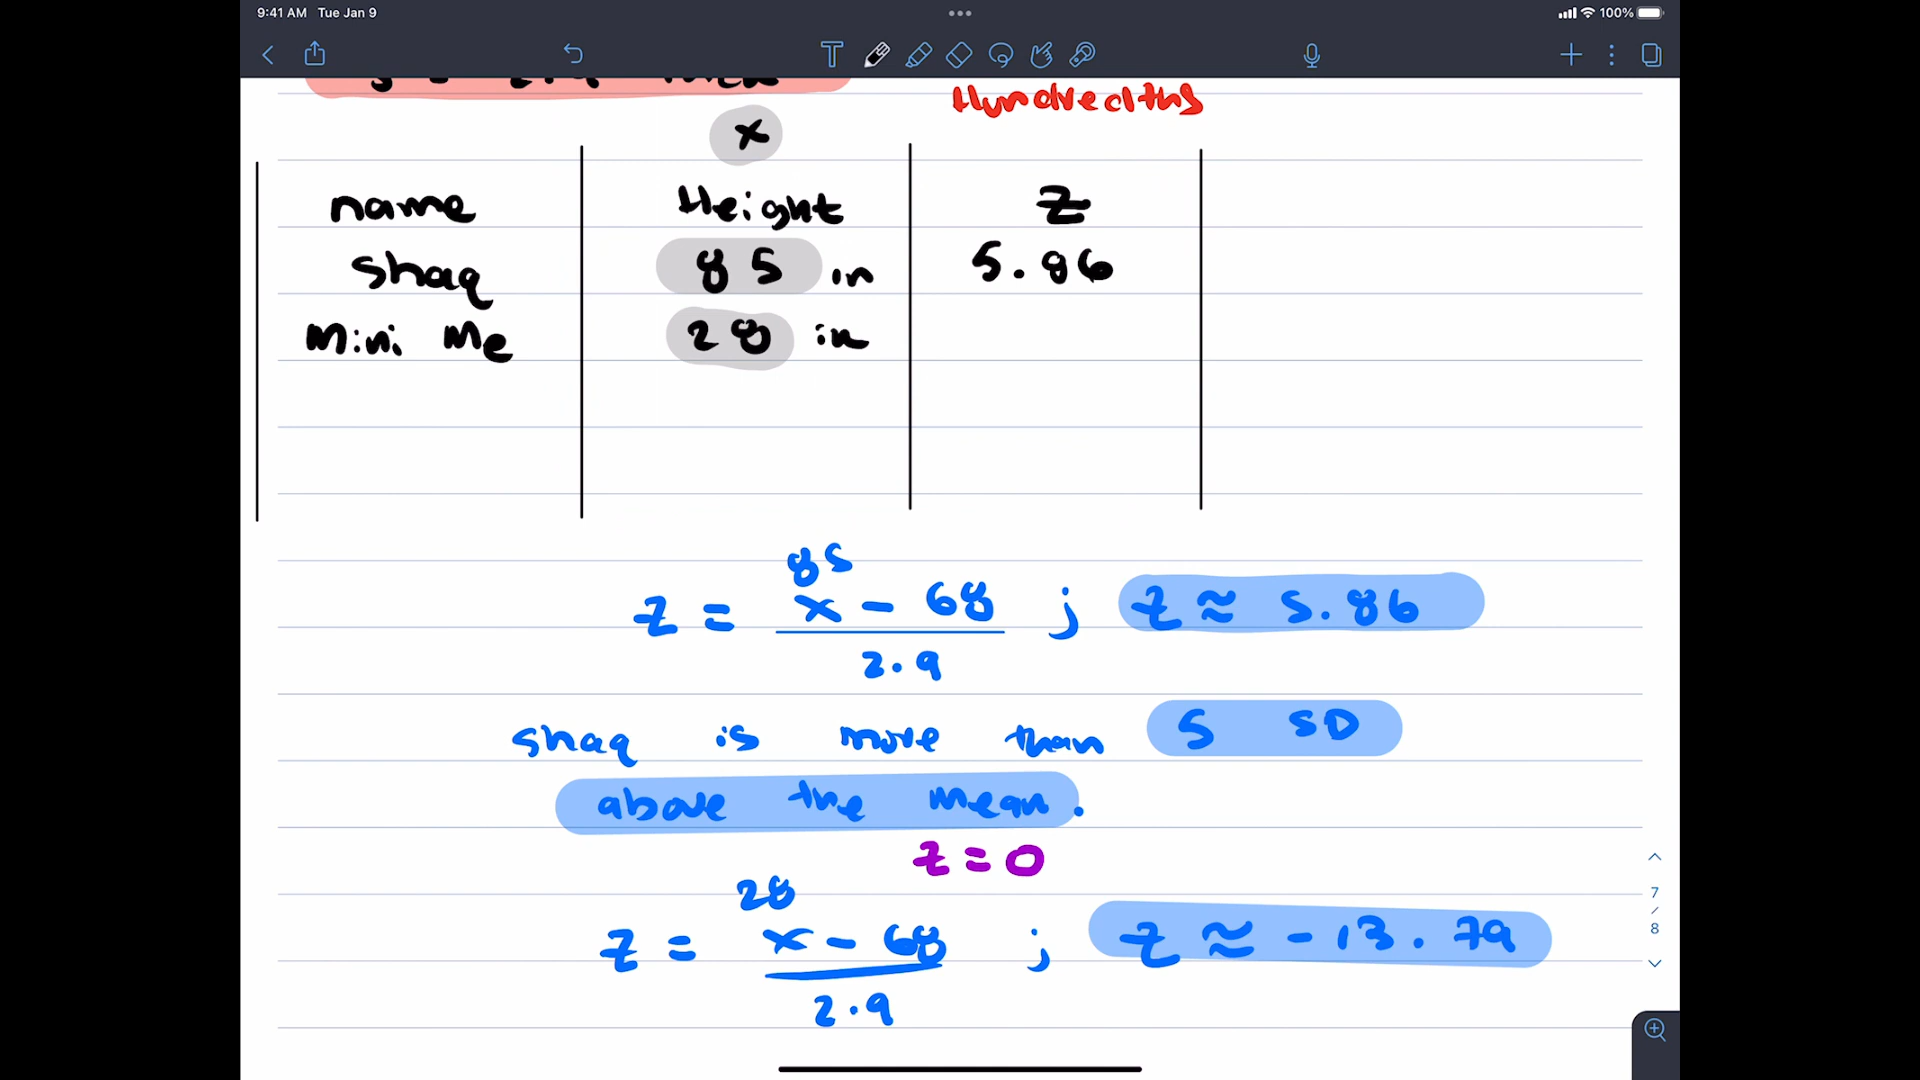 9:41 AM Tue Jan 9
100%
Hundredths
x
name Height Z
Shaq 85 in 5.86
Mini Me 28 in
85
z = x - 68 ; z ≈ 5.86
2.9
Shaq is more than 5 SD
above the mean.
z = 0
28
z = x - 68 ; z ≈ -13.79
2.9
7
/
8